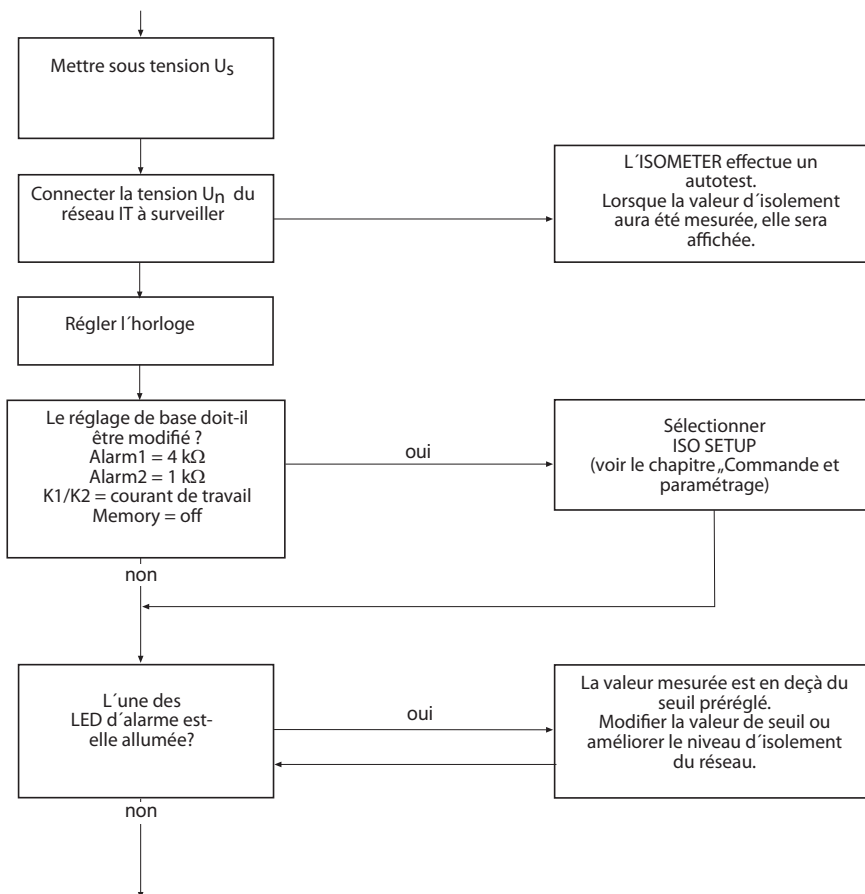 Mettre sous tension US
Connecter la tension Un du
réseau IT à surveiller
L´ISOMETER effectue un
autotest.
Lorsque la valeur d´isolement
aura été mesurée, elle sera
affichée.
Régler l´horloge
Le réglage de base doit-il
être modifié ?
Alarm1 = 4 kΩ
Alarm2 = 1 kΩ
K1/K2 = courant de travail
Memory = off
oui
Sélectionner
ISO SETUP
(voir le chapitre „Commande et
paramétrage)
non
L´une des
LED d´alarme est-
elle allumée?
oui
La valeur mesurée est en deçà du
seuil préréglé.
Modifier la valeur de seuil ou
améliorer le niveau d´isolement
du réseau.
non